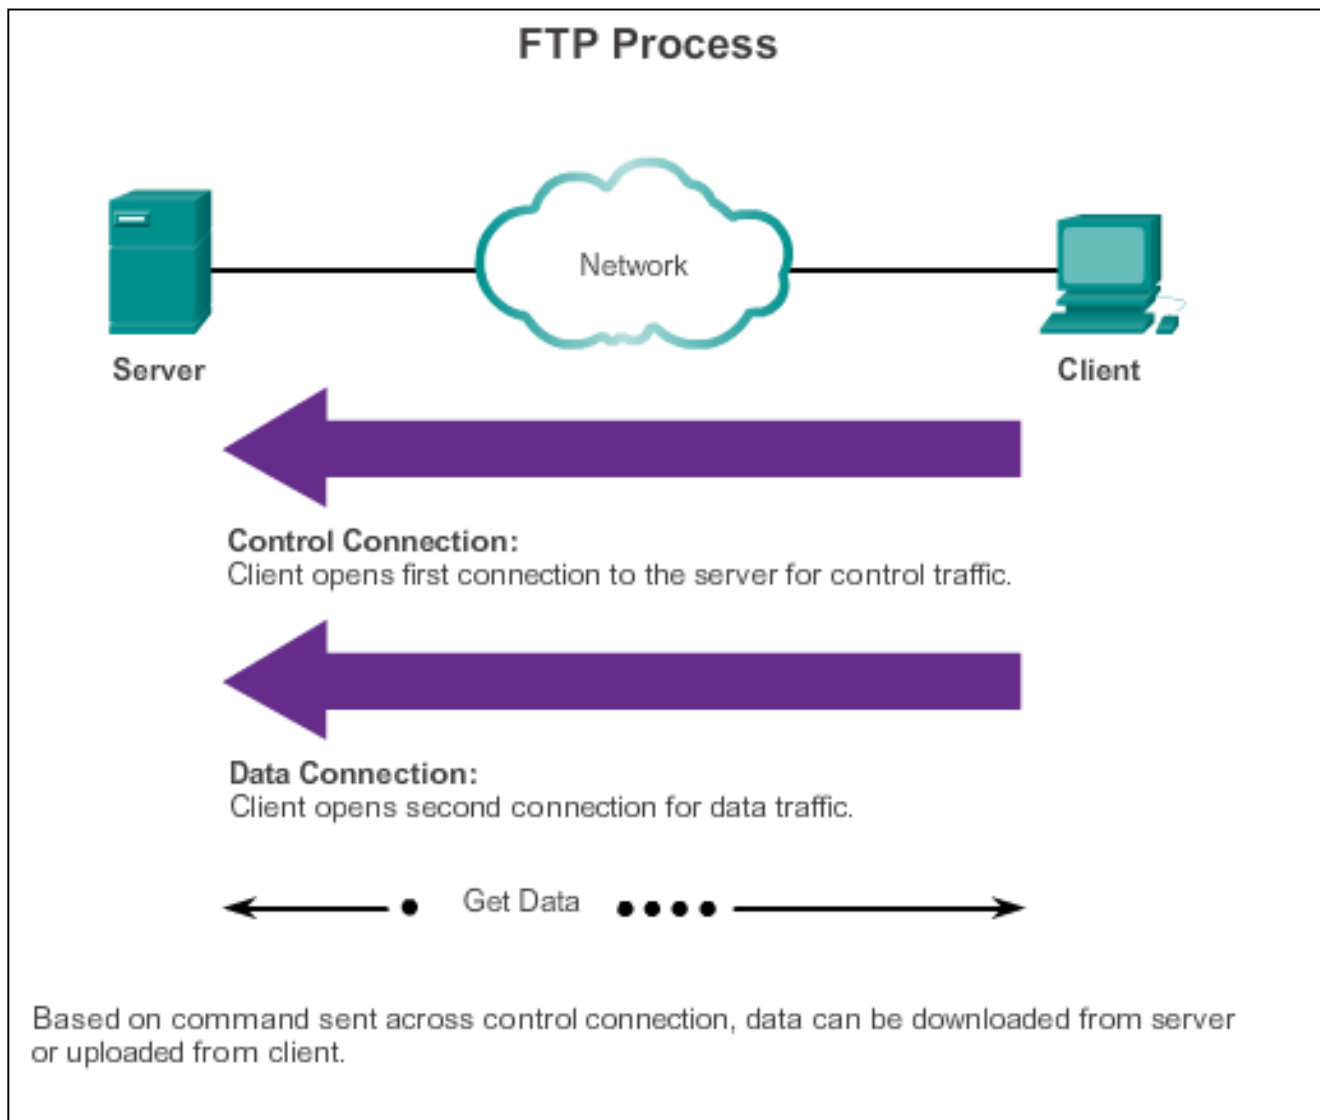 FTP Process
Network
Server
Client
Control Connection:
Client opens first connection to the server for control traffic.
Data Connection:
Client opens second connection for data traffic.
Get Data
Based on command sent across control connection, data can be downloaded from server
or uploaded from client.